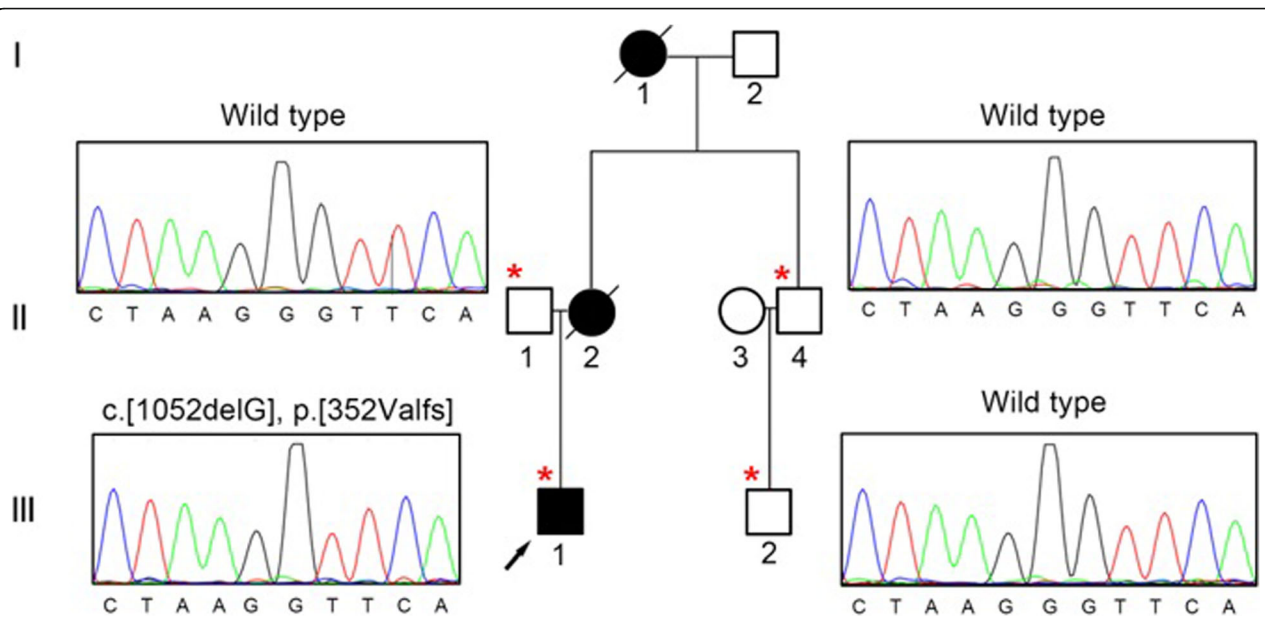 I
1 2
Wild type
Wild type
* *
C T A A G G G T T C A
C T A A G G G T T C A
II
1 2 3 4
c.[1052delG], p.[352Valfs]
Wild type
* *
III
1 2
C T A A G G T T C A
C T A A G G G T T C A